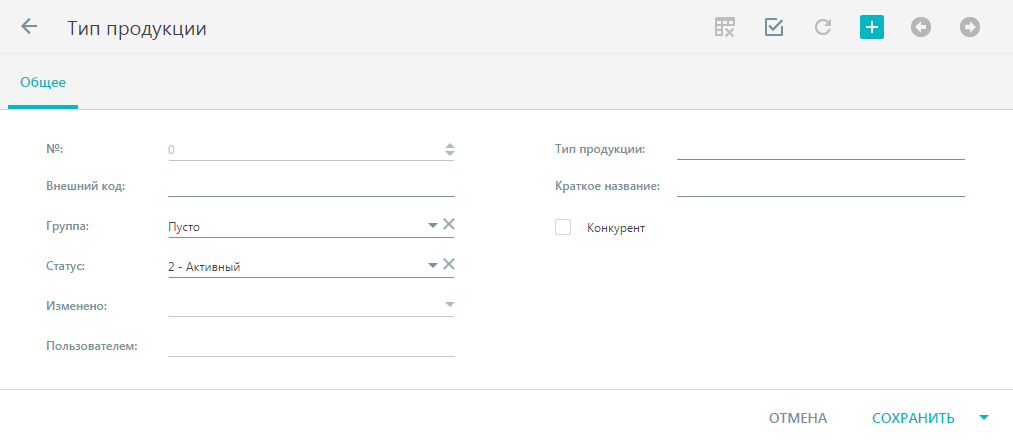 Тип продукции
Общее
№: 0
Внешний код:
Группа: Пусто
Статус: 2 - Активный
Изменено:
Пользователем:
Тип продукции:
Краткое название:
Конкурент
ОТМЕНА СОХРАНИТЬ